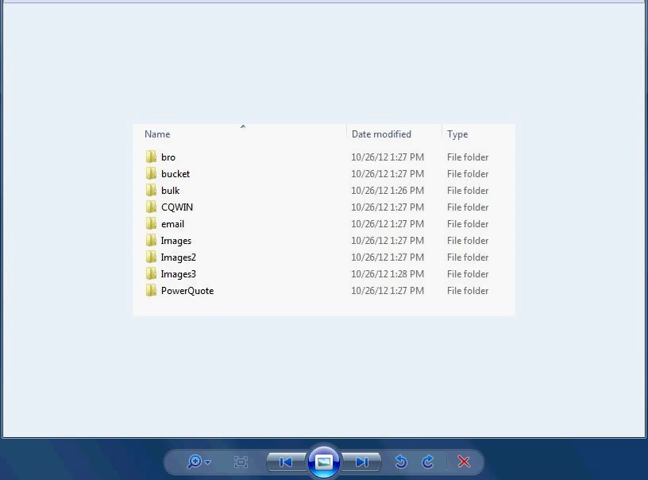 Name Date modified Type
bro 10/26/12 1:27 PM File folder
bucket 10/26/12 1:27 PM File folder
bulk 10/26/12 1:26 PM File folder
CQWIN 10/26/12 1:27 PM File folder
email 10/26/12 1:27 PM File folder
Images 10/26/12 1:27 PM File folder
Images2 10/26/12 1:27 PM File folder
Images3 10/26/12 1:28 PM File folder
PowerQuote 10/26/12 1:27 PM File folder